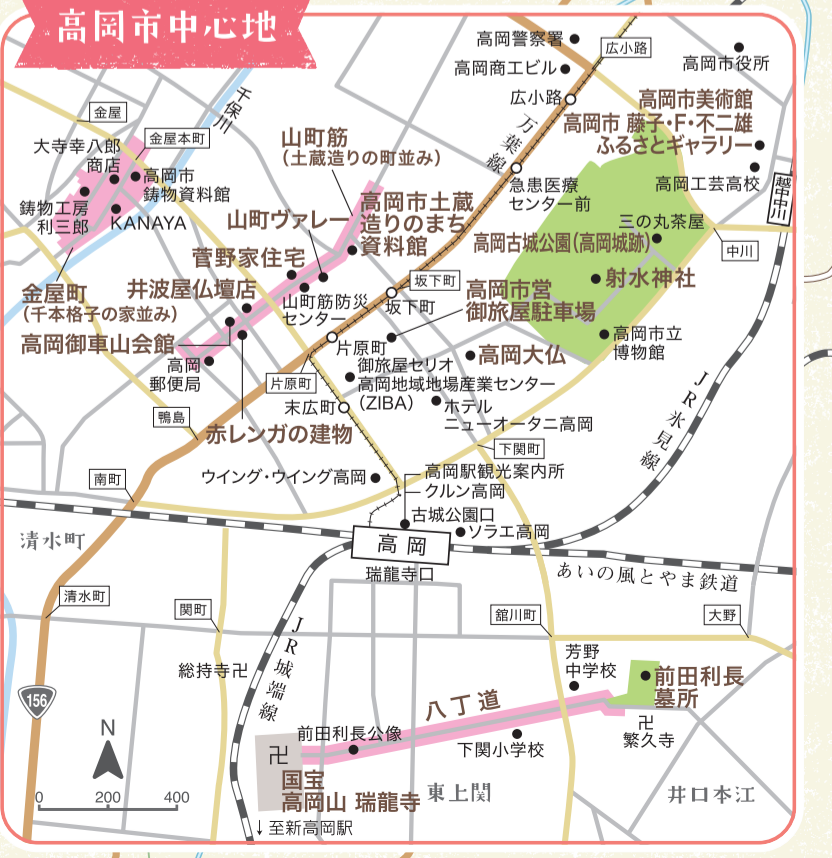 高岡市中心地
高岡警察署
広小路
高岡市役所
高岡商エビル
広小路
高岡市美術館
高岡市 藤子・F・不二雄
ふるさとギャラリー
万葉線
千保川
金屋
金屋本町
大寺幸八郎
商店
高岡市
鋳物資料館
鋳物工房
利三郎
KANAYA
山町筋
(土蔵造りの町並み)
高岡市土蔵
造りのまち
資料館
急患医療
センター前
高岡工芸高校
越中中川
三の丸茶屋
山町ヴァレー
高岡古城公園(高岡城跡)
中川
菅野家住宅
坂下町
射水神社
金屋町
(千本格子の家並み)
井波屋仏壇店
山町筋防災
センター
坂下町
高岡市営
御旅屋駐車場
高岡御車山会館
片原町
高岡市立
博物館
高岡
郵便局
御旅屋セリオ
高岡大仏
片原町
高岡地域地場産業センター
(ZIBA)
末広町
ホテル
ニューオータニ高岡
鴨島
赤レンガの建物
JR氷見線
下関町
南町
ウイング・ウイング高岡
高岡駅観光案内所
クルン高岡
古城公園口
ソラエ高岡
清水町
高岡
瑞龍寺口
あいの風とやま鉄道
清水町
関町
舘川町
大野
JR城端線
総持寺卍
芳野
中学校
前田利長
墓所
156
八丁道
卍
繁久寺
N
前田利長公像
下関小学校
卍
国宝
高岡山 瑞龍寺
東上関
井口本江
0 200 400
↓至新高岡駅